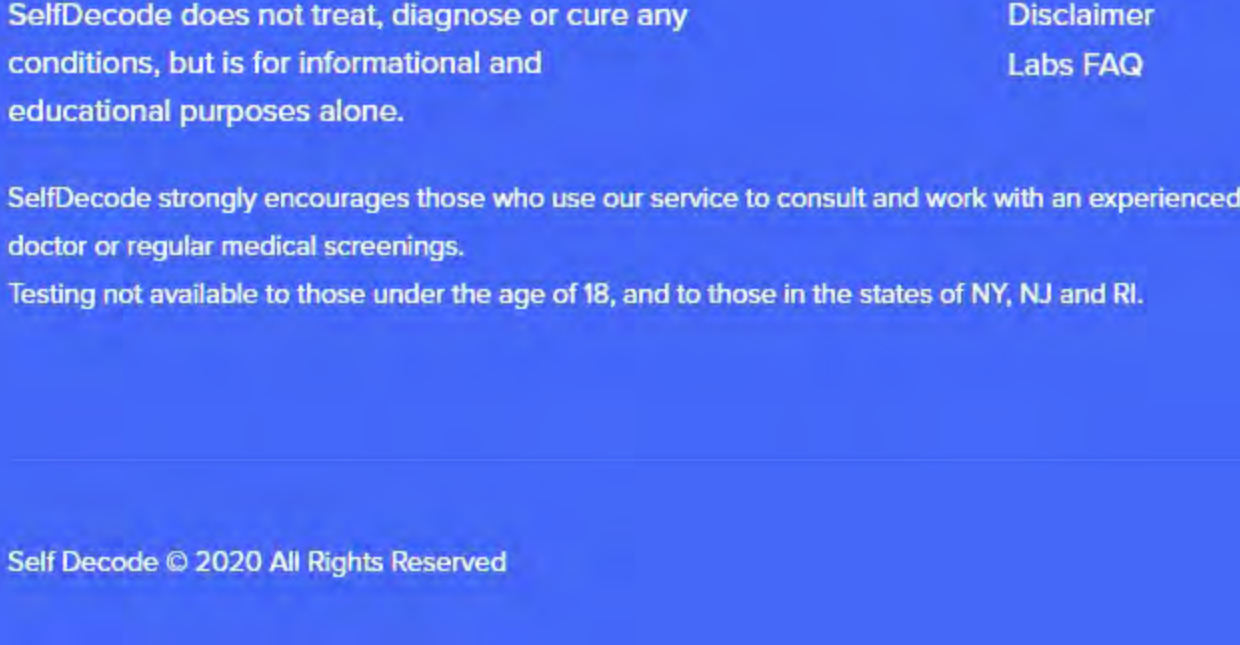 SelfDecode does not treat, diagnose or cure any
conditions, but is for informational and
educational purposes alone.
Disclaimer
Labs FAQ
SelfDecode strongly encourages those who use our service to consult and work with an experienced
doctor or regular medical screenings.
Testing not available to those under the age of 18, and to those in the states of NY, NJ and RI.
Self Decode © 2020 All Rights Reserved